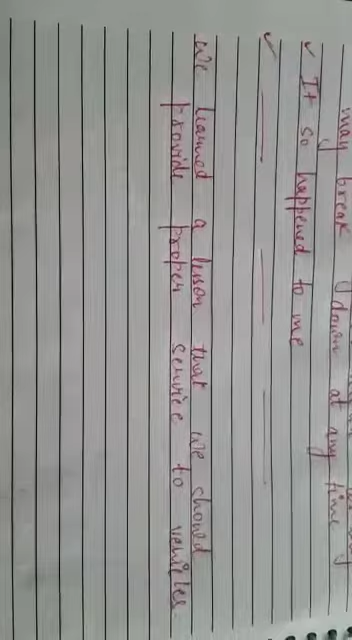 may break down at any time
✓ It so happened to me
✓ — — —
We learned a lesson that we should
provide proper service to vehicles.